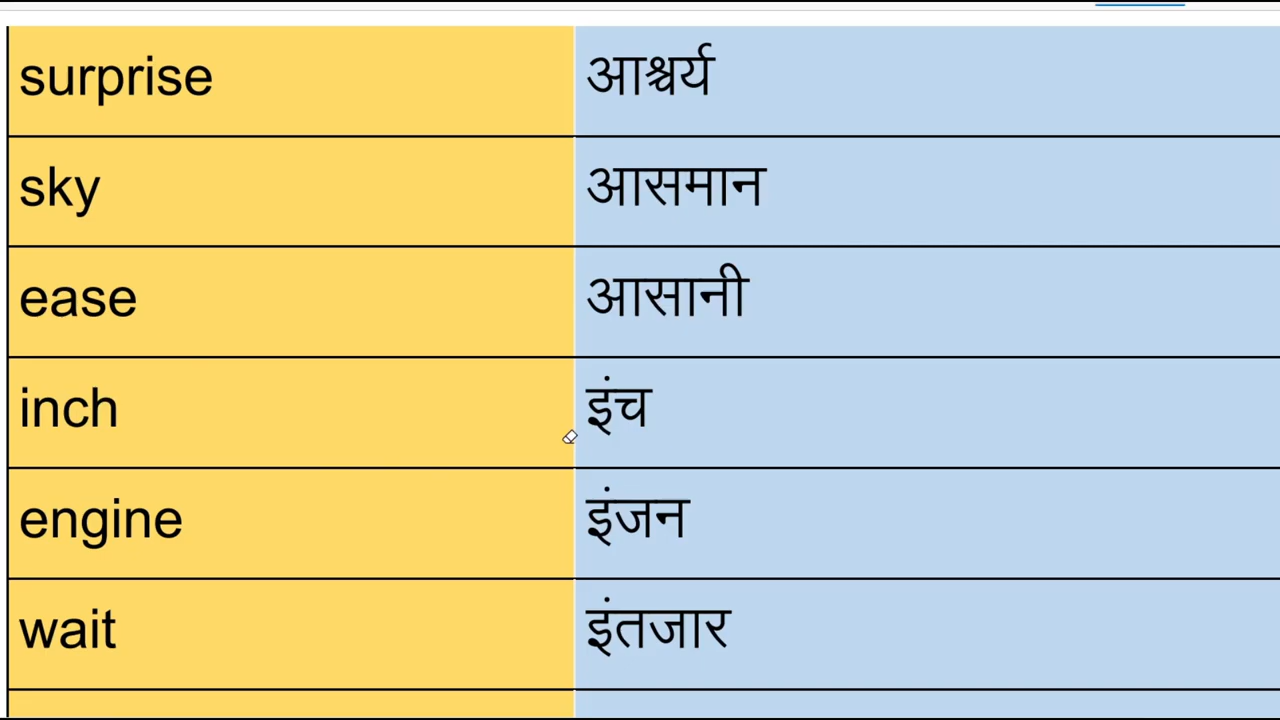 surprise आश्चर्य
sky आसमान
ease आसानी
inch इंच
engine इंजन
wait इंतजार